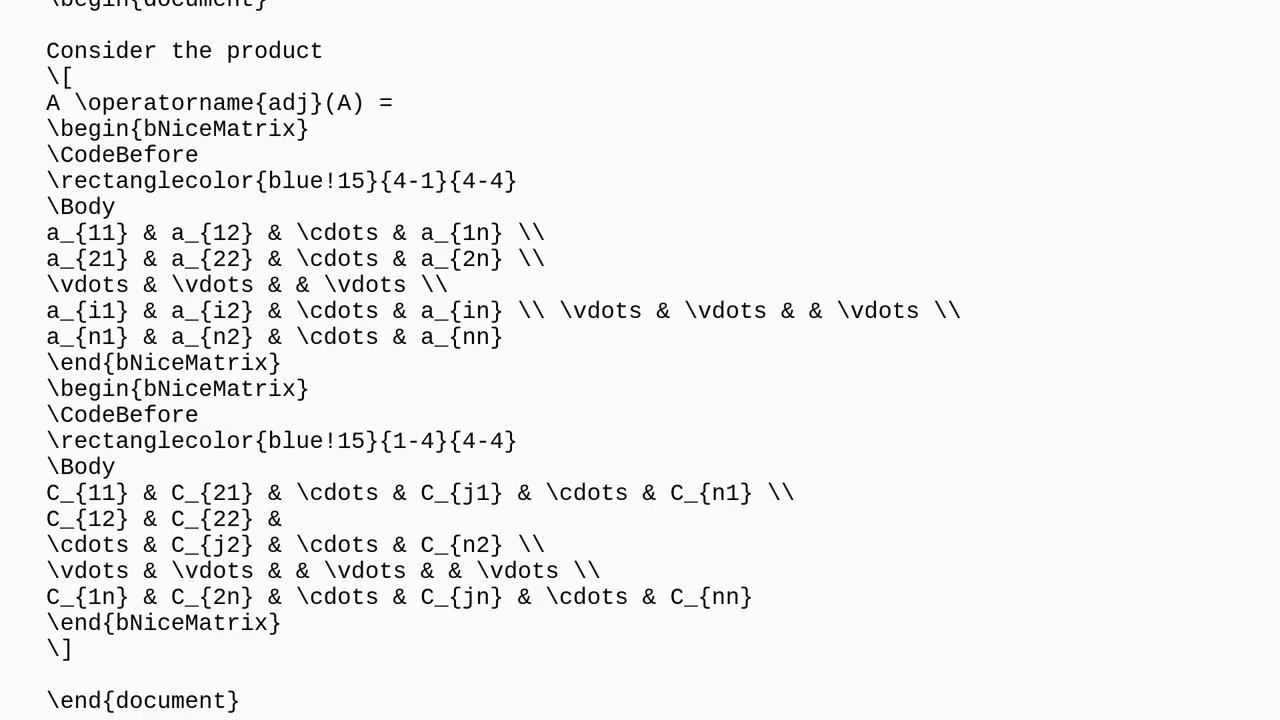 \begin{document}
Consider the product
\[
A \operatorname{adj}(A) =
\begin{bNiceMatrix}
\CodeBefore
\rectanglecolor{blue!15}{4-1}{4-4}
\Body
a_{11} & a_{12} & \cdots & a_{1n} \\
a_{21} & a_{22} & \cdots & a_{2n} \\
\vdots & \vdots & & \vdots \\
a_{i1} & a_{i2} & \cdots & a_{in} \\ \vdots & \vdots & & \vdots \\
a_{n1} & a_{n2} & \cdots & a_{nn}
\end{bNiceMatrix}
\begin{bNiceMatrix}
\CodeBefore
\rectanglecolor{blue!15}{1-4}{4-4}
\Body
C_{11} & C_{21} & \cdots & C_{j1} & \cdots & C_{n1} \\
C_{12} & C_{22} &
\cdots & C_{j2} & \cdots & C_{n2} \\
\vdots & \vdots & & \vdots & & \vdots \\
C_{1n} & C_{2n} & \cdots & C_{jn} & \cdots & C_{nn}
\end{bNiceMatrix}
\]
\end{document}